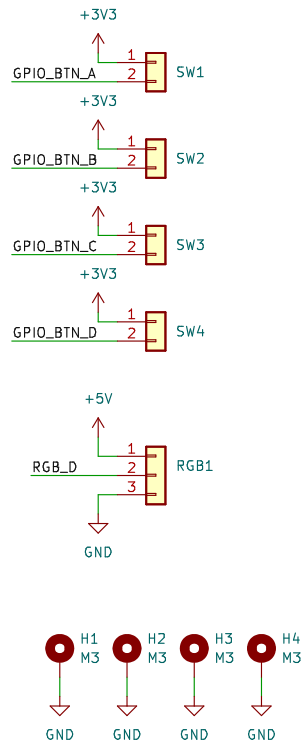 +3V3
1
GPIO_BTN_A 2 SW1
+3V3
1
GPIO_BTN_B 2 SW2
+3V3
1
GPIO_BTN_C 2 SW3
+3V3
1
GPIO_BTN_D 2 SW4
+5V
1
RGB_D 2 RGB1
3
GND
H1 H2 H3 H4
M3 M3 M3 M3
GND GND GND GND